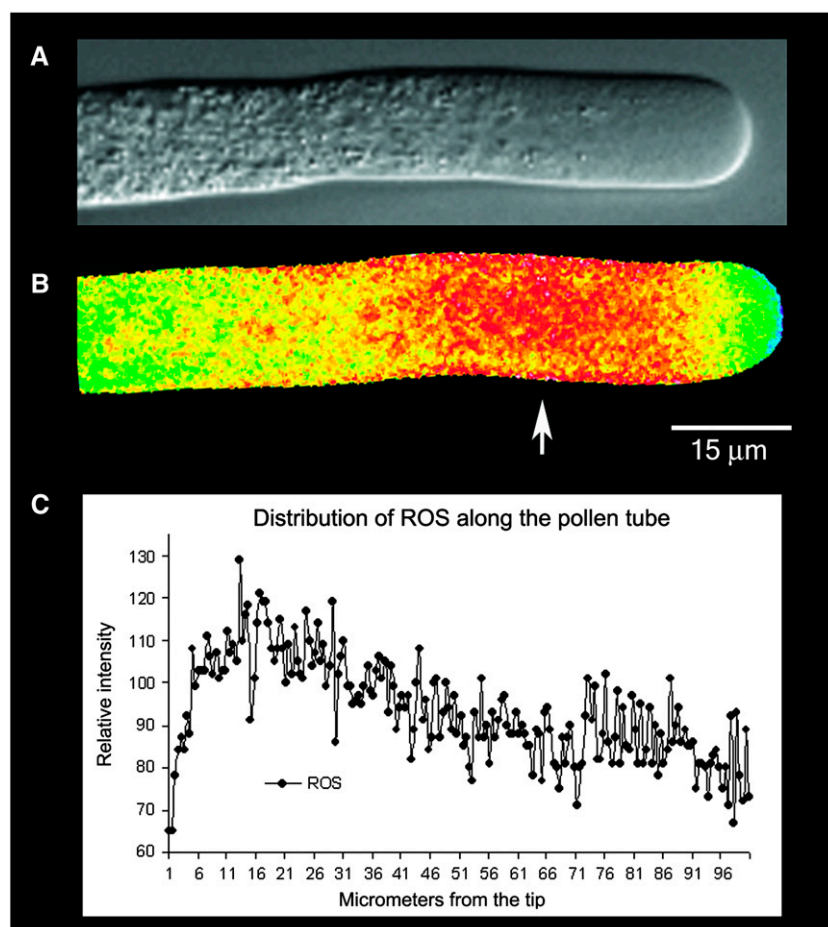 A
B
15 μm
C
Distribution of ROS along the pollen tube
Relative intensity
130
120
110
100
90
80
70
60
ROS
1 6 11 16 21 26 31 36 41 46 51 56 61 66 71 76 81 86 91 96
Micrometers from the tip